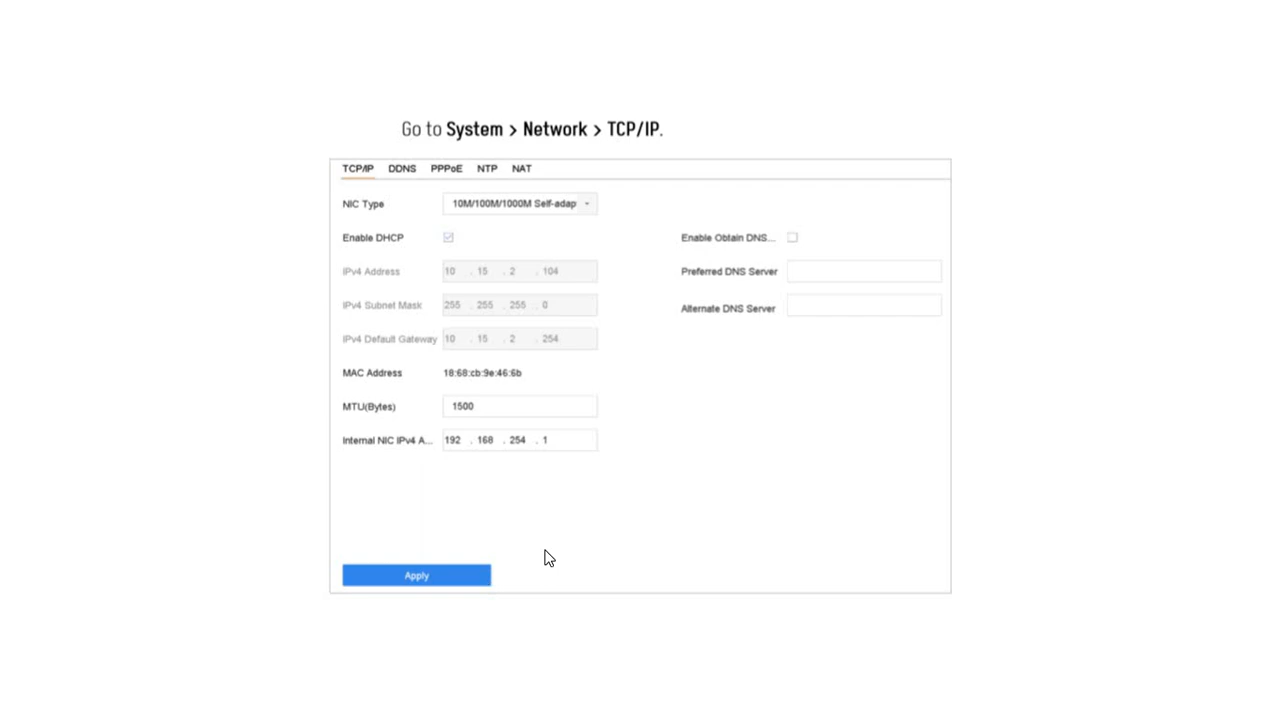 Go to System > Network > TCP/IP.
TCP/IP DDNS PPPoE NTP NAT
NIC Type 10M/100M/1000M Self-adap
Enable DHCP Enable Obtain DNS...
IPv4 Address 10 . 15 . 2 . 104 Preferred DNS Server
IPv4 Subnet Mask 255 . 255 . 255 . 0 Alternate DNS Server
IPv4 Default Gateway 10 . 15 . 2 . 254
MAC Address 18:68:cb:9e:46:6b
MTU(Bytes) 1500
Internal NIC IPv4 A... 192 . 168 . 254 . 1
Apply